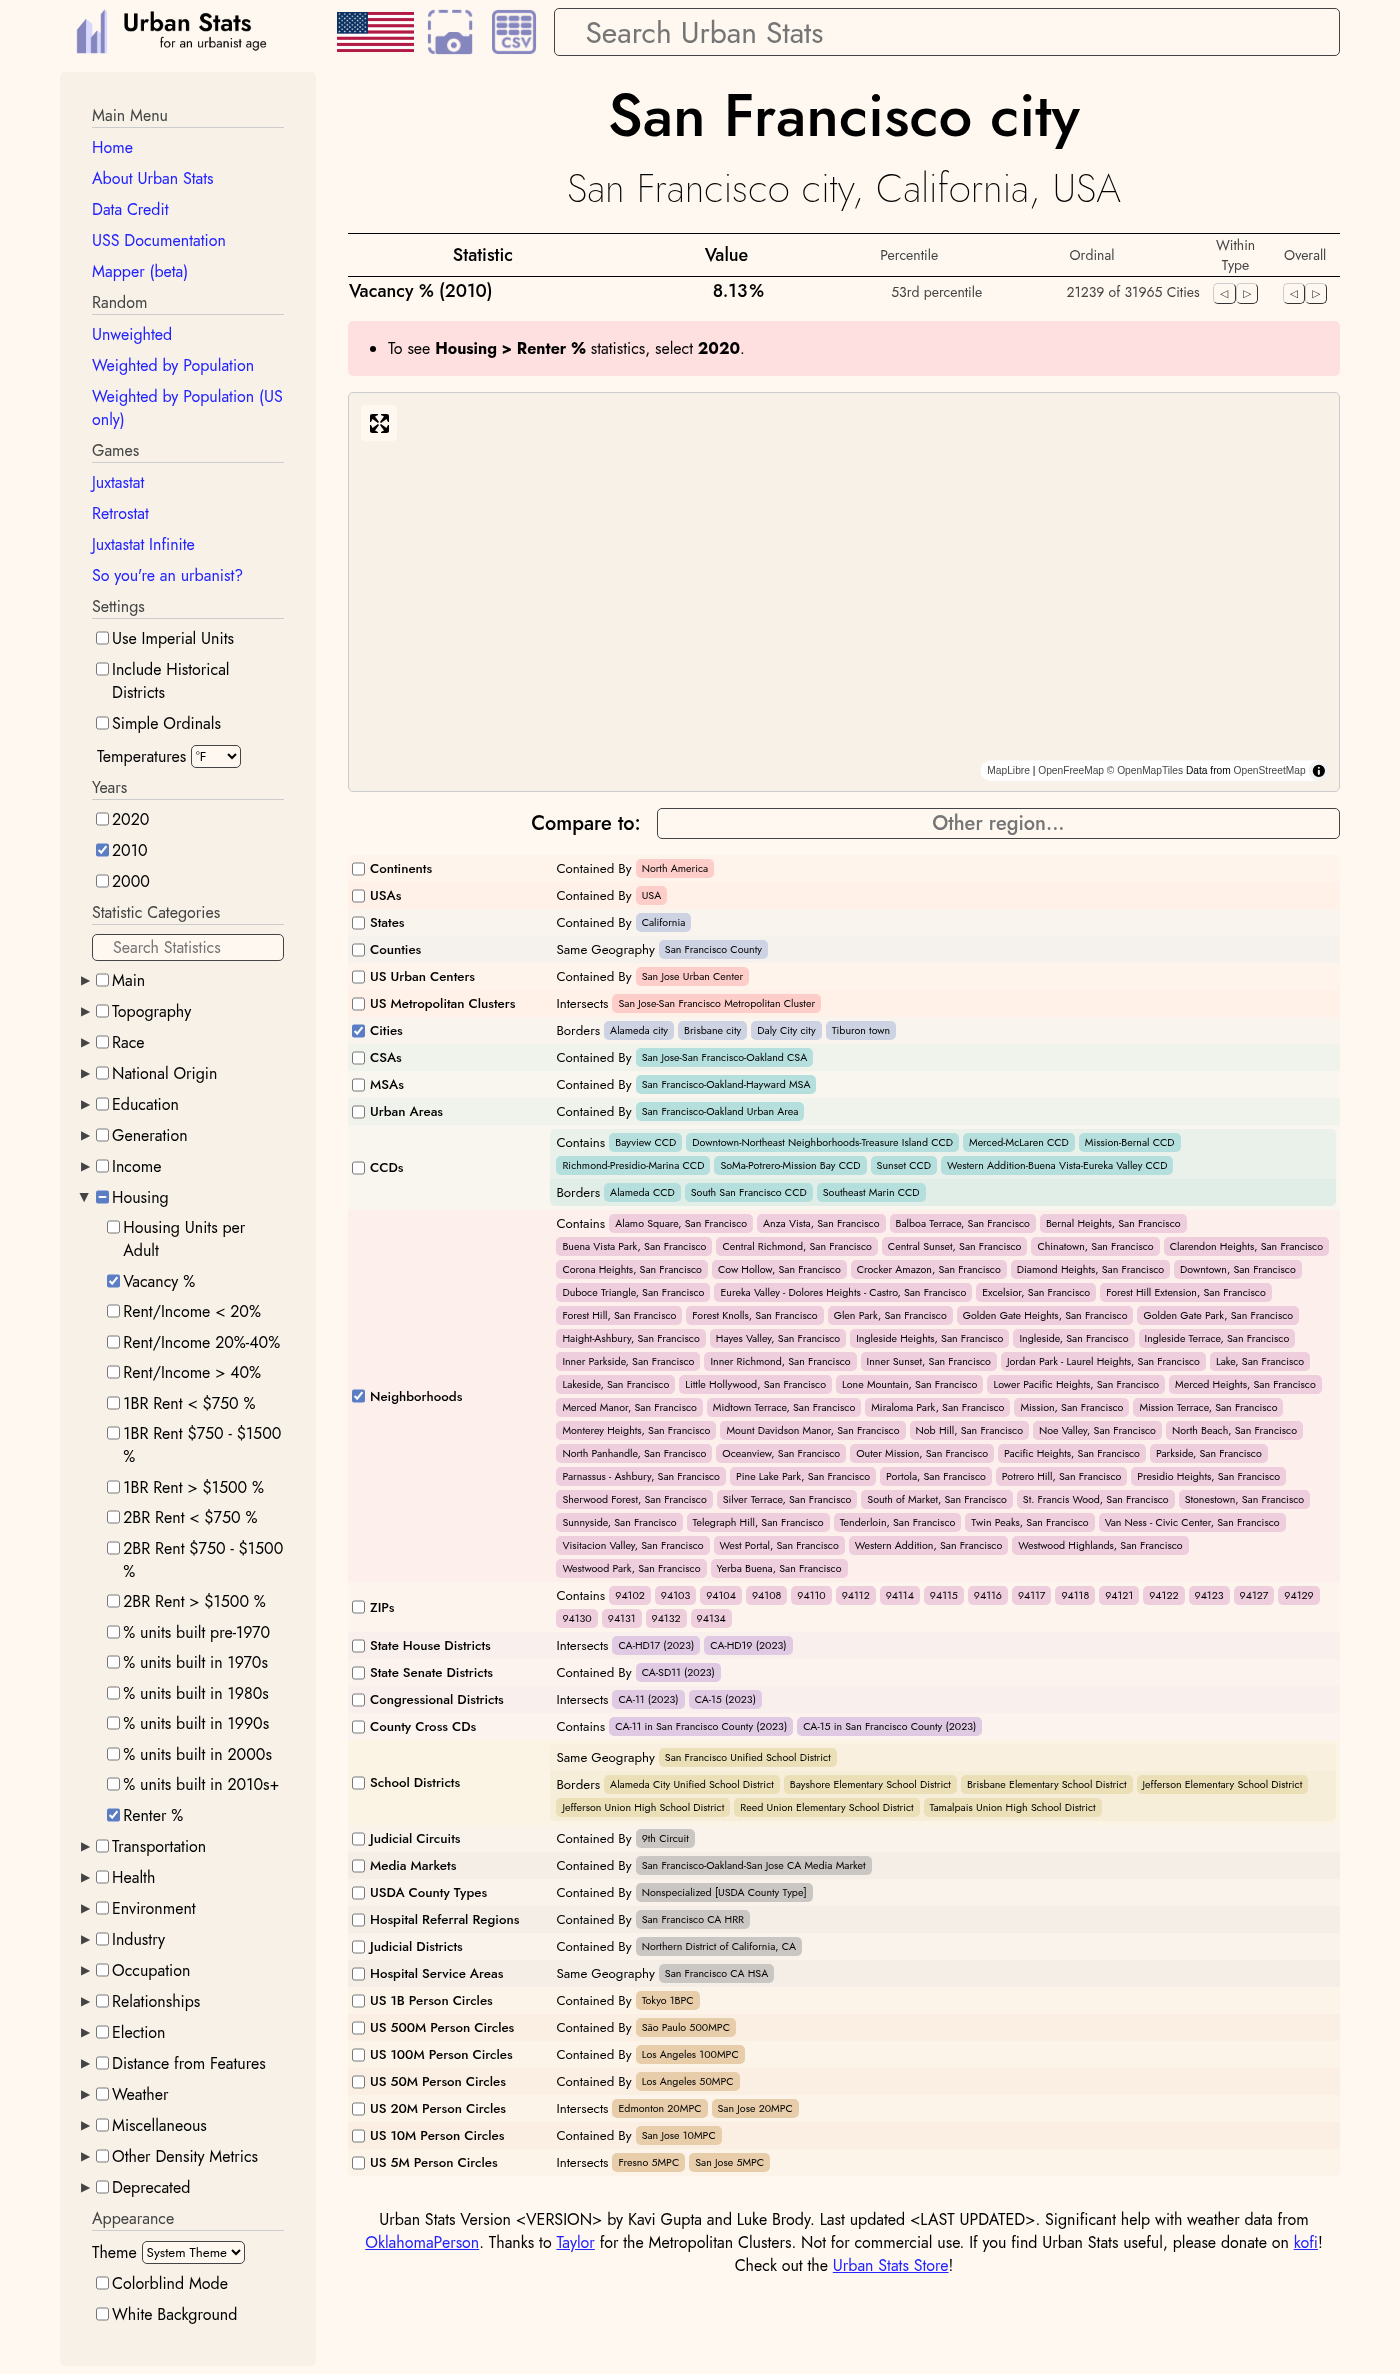 Urban Stats
for an urbanist age
CSV
Search Urban Stats
Main Menu
Home
About Urban Stats
Data Credit
USS Documentation
Mapper (beta)
Random
Unweighted
Weighted by Population
Weighted by Population (US
only)
Games
Juxtastat
Retrostat
Juxtastat Infinite
So you're an urbanist?
Settings
Use Imperial Units
Include Historical
Districts
Simple Ordinals
Temperatures °F
Years
2020
2010
2000
Statistic Categories
Search Statistics
Main
Topography
Race
National Origin
Education
Generation
Income
Housing
Housing Units per
Adult
Vacancy %
Rent/Income < 20%
Rent/Income 20%-40%
Rent/Income > 40%
1BR Rent < $750 %
1BR Rent $750 - $1500
%
1BR Rent > $1500 %
2BR Rent < $750 %
2BR Rent $750 - $1500
%
2BR Rent > $1500 %
% units built pre-1970
% units built in 1970s
% units built in 1980s
% units built in 1990s
% units built in 2000s
% units built in 2010s+
Renter %
Transportation
Health
Environment
Industry
Occupation
Relationships
Election
Distance from Features
Weather
Miscellaneous
Other Density Metrics
Deprecated
Appearance
Theme System Theme
Colorblind Mode
White Background
San Francisco city
San Francisco city, California, USA
Statistic Value Percentile Ordinal Within Type Overall
Vacancy % (2010) 8.13% 53rd percentile 21239 of 31965 Cities
To see Housing > Renter % statistics, select 2020.
MapLibre | OpenFreeMap © OpenMapTiles Data from OpenStreetMap
Compare to: Other region...
Continents Contained By North America
USAs Contained By USA
States Contained By California
Counties Same Geography San Francisco County
US Urban Centers Contained By San Jose Urban Center
US Metropolitan Clusters Intersects San Jose-San Francisco Metropolitan Cluster
Cities Borders Alameda city Brisbane city Daly City city Tiburon town
CSAs Contained By San Jose-San Francisco-Oakland CSA
MSAs Contained By San Francisco-Oakland-Hayward MSA
Urban Areas Contained By San Francisco-Oakland Urban Area
CCDs
Contains Bayview CCD Downtown-Northeast Neighborhoods-Treasure Island CCD Merced-McLaren CCD Mission-Bernal CCD
Richmond-Presidio-Marina CCD SoMa-Potrero-Mission Bay CCD Sunset CCD Western Addition-Buena Vista-Eureka Valley CCD
Borders Alameda CCD South San Francisco CCD Southeast Marin CCD
Neighborhoods
Contains Alamo Square, San Francisco Anza Vista, San Francisco Balboa Terrace, San Francisco Bernal Heights, San Francisco
Buena Vista Park, San Francisco Central Richmond, San Francisco Central Sunset, San Francisco Chinatown, San Francisco Clarendon Heights, San Francisco
Corona Heights, San Francisco Cow Hollow, San Francisco Crocker Amazon, San Francisco Diamond Heights, San Francisco Downtown, San Francisco
Duboce Triangle, San Francisco Eureka Valley - Dolores Heights - Castro, San Francisco Excelsior, San Francisco Forest Hill Extension, San Francisco
Forest Hill, San Francisco Forest Knolls, San Francisco Glen Park, San Francisco Golden Gate Heights, San Francisco Golden Gate Park, San Francisco
Haight-Ashbury, San Francisco Hayes Valley, San Francisco Ingleside Heights, San Francisco Ingleside, San Francisco Ingleside Terrace, San Francisco
Inner Parkside, San Francisco Inner Richmond, San Francisco Inner Sunset, San Francisco Jordan Park - Laurel Heights, San Francisco Lake, San Francisco
Lakeside, San Francisco Little Hollywood, San Francisco Lone Mountain, San Francisco Lower Pacific Heights, San Francisco Merced Heights, San Francisco
Merced Manor, San Francisco Midtown Terrace, San Francisco Miraloma Park, San Francisco Mission, San Francisco Mission Terrace, San Francisco
Monterey Heights, San Francisco Mount Davidson Manor, San Francisco Nob Hill, San Francisco Noe Valley, San Francisco North Beach, San Francisco
North Panhandle, San Francisco Oceanview, San Francisco Outer Mission, San Francisco Pacific Heights, San Francisco Parkside, San Francisco
Parnassus - Ashbury, San Francisco Pine Lake Park, San Francisco Portola, San Francisco Potrero Hill, San Francisco Presidio Heights, San Francisco
Sherwood Forest, San Francisco Silver Terrace, San Francisco South of Market, San Francisco St. Francis Wood, San Francisco Stonestown, San Francisco
Sunnyside, San Francisco Telegraph Hill, San Francisco Tenderloin, San Francisco Twin Peaks, San Francisco Van Ness - Civic Center, San Francisco
Visitacion Valley, San Francisco West Portal, San Francisco Western Addition, San Francisco Westwood Highlands, San Francisco
Westwood Park, San Francisco Yerba Buena, San Francisco
ZIPs
Contains 94102 94103 94104 94108 94110 94112 94114 94115 94116 94117 94118 94121 94122 94123 94127 94129
94130 94131 94132 94134
State House Districts Intersects CA-HD17 (2023) CA-HD19 (2023)
State Senate Districts Contained By CA-SD11 (2023)
Congressional Districts Intersects CA-11 (2023) CA-15 (2023)
County Cross CDs Contains CA-11 in San Francisco County (2023) CA-15 in San Francisco County (2023)
School Districts
Same Geography San Francisco Unified School District
Borders Alameda City Unified School District Bayshore Elementary School District Brisbane Elementary School District Jefferson Elementary School District
Jefferson Union High School District Reed Union Elementary School District Tamalpais Union High School District
Judicial Circuits Contained By 9th Circuit
Media Markets Contained By San Francisco-Oakland-San Jose CA Media Market
USDA County Types Contained By Nonspecialized [USDA County Type]
Hospital Referral Regions Contained By San Francisco CA HRR
Judicial Districts Contained By Northern District of California, CA
Hospital Service Areas Same Geography San Francisco CA HSA
US 1B Person Circles Contained By Tokyo 1BPC
US 500M Person Circles Contained By São Paulo 500MPC
US 100M Person Circles Contained By Los Angeles 100MPC
US 50M Person Circles Contained By Los Angeles 50MPC
US 20M Person Circles Intersects Edmonton 20MPC San Jose 20MPC
US 10M Person Circles Contained By San Jose 10MPC
US 5M Person Circles Intersects Fresno 5MPC San Jose 5MPC
Urban Stats Version <VERSION> by Kavi Gupta and Luke Brody. Last updated <LAST UPDATED>. Significant help with weather data from
OklahomaPerson. Thanks to Taylor for the Metropolitan Clusters. Not for commercial use. If you find Urban Stats useful, please donate on kofi!
Check out the Urban Stats Store!